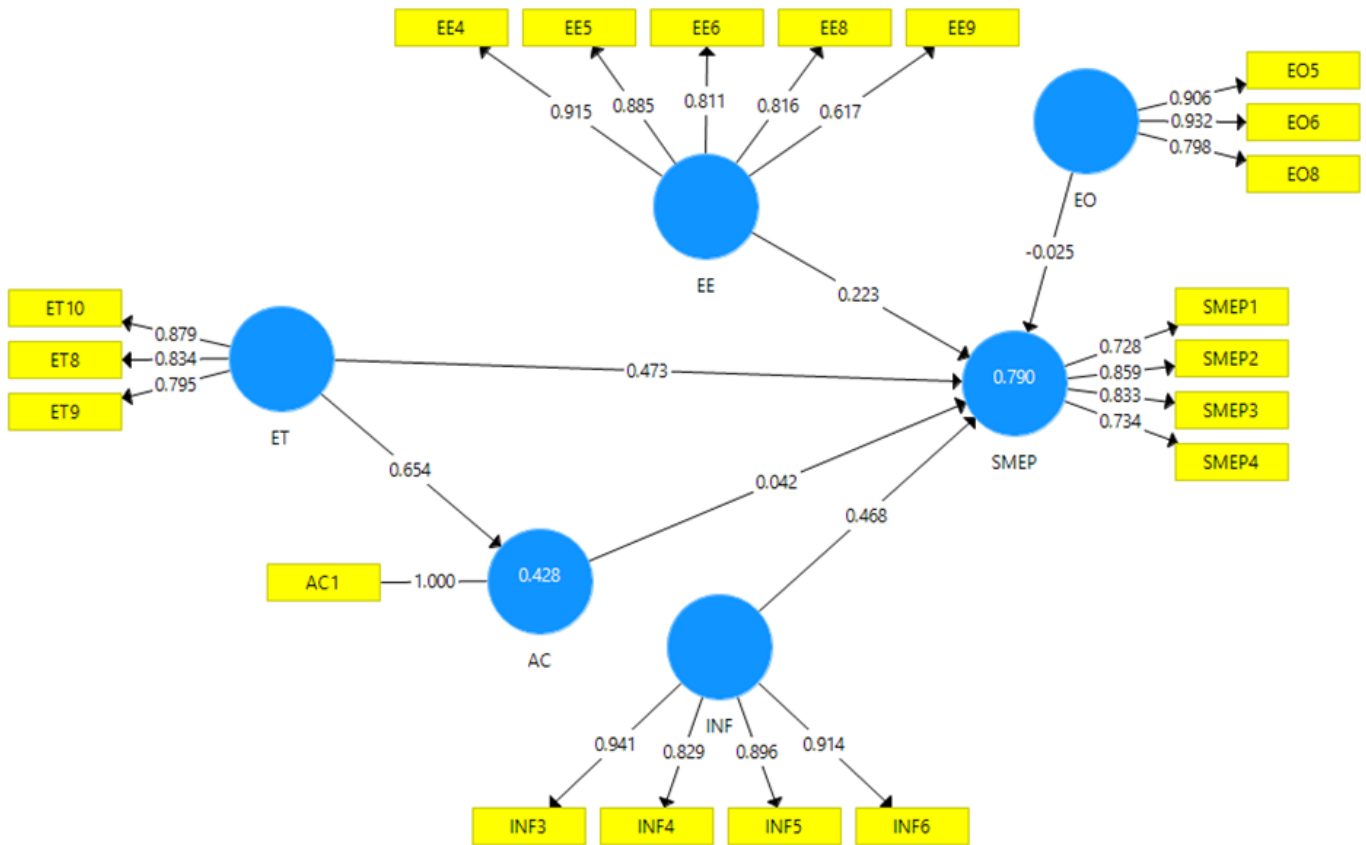 EE4 EE5 EE6 EE8 EE9
0.915 0.885 0.811 0.816 0.617
EE
EO5
EO6
EO8
0.906
0.932
0.798
EO
-0.025
0.223
ET10
ET8
ET9
0.879
0.834
0.795
ET
0.473
0.654
SMEP1
SMEP2
SMEP3
SMEP4
0.728
0.859
0.833
0.734
0.790
SMEP
0.042
0.468
AC1
1.000
0.428
AC
INF
0.941 0.829 0.896 0.914
INF3 INF4 INF5 INF6